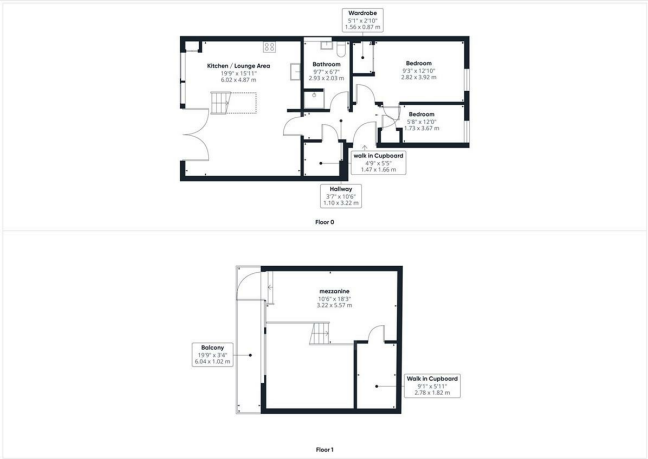 Wardrobe
5'1" x 2'10"
1.56 x 0.87 m
Kitchen / Lounge Area
19'9" x 15'11"
6.02 x 4.87 m
Bathroom
9'7" x 6'7"
2.93 x 2.03 m
Bedroom
9'3" x 12'10"
2.82 x 3.92 m
Bedroom
5'8" x 12'0"
1.73 x 3.67 m
walk in Cupboard
4'9" x 5'5"
1.47 x 1.66 m
Hallway
3'7" x 10'6"
1.10 x 3.22 m
Floor 0
mezzanine
10'6" x 18'3"
3.22 x 5.57 m
Balcony
19'9" x 3'4"
6.04 x 1.02 m
Walk in Cupboard
9'1" x 5'11"
2.78 x 1.82 m
Floor 1